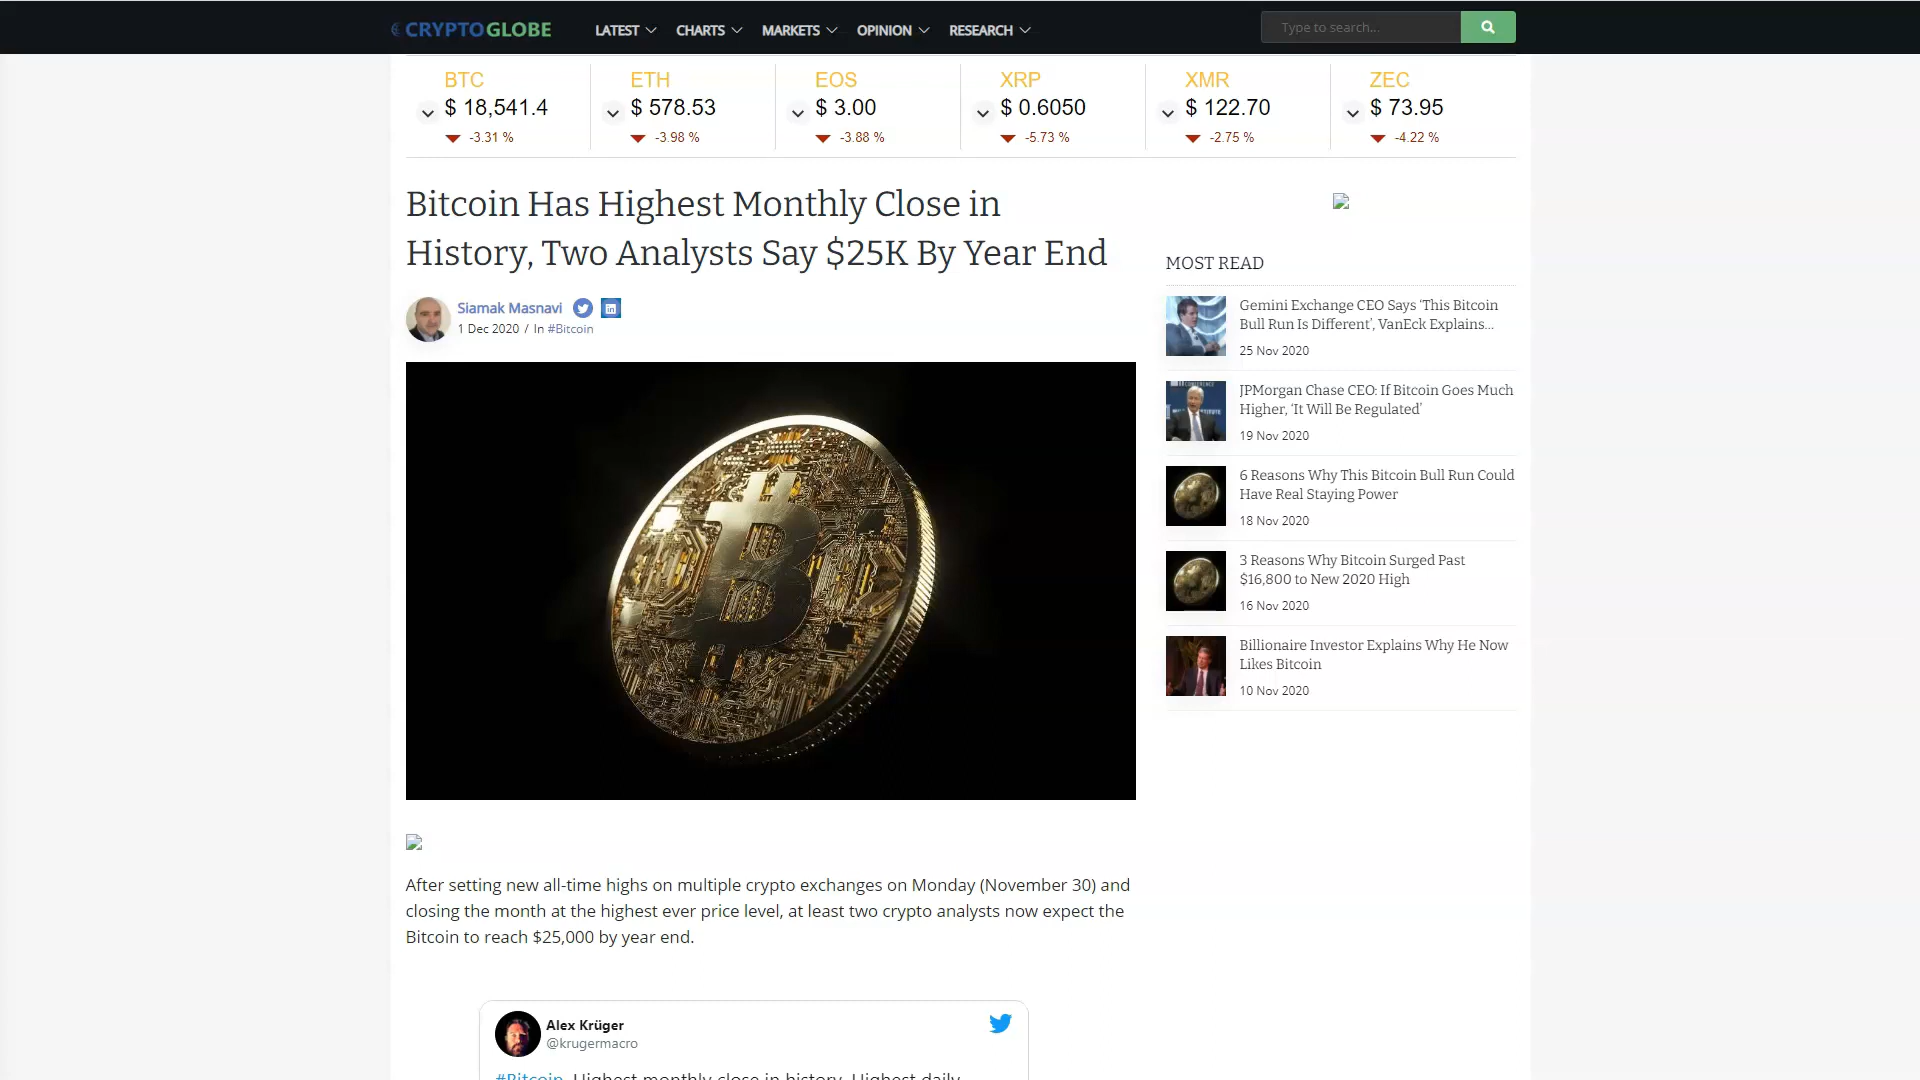 CRYPTOGLOBE LATEST CHARTS MARKETS OPINION RESEARCH Type to search...
BTC
$ 18,541.4
-3.31 %
ETH
$ 578.53
-3.98 %
EOS
$ 3.00
-3.88 %
XRP
$ 0.6050
-5.73 %
XMR
$ 122.70
-2.75 %
ZEC
$ 73.95
-4.22 %
Bitcoin Has Highest Monthly Close in
History, Two Analysts Say $25K By Year End
Siamak Masnavi
1 Dec 2020 / In #Bitcoin
After setting new all-time highs on multiple crypto exchanges on Monday (November 30) and
closing the month at the highest ever price level, at least two crypto analysts now expect the
Bitcoin to reach $25,000 by year end.
Alex Krüger
@krugermacro
#Bitcoin. Highest monthly close in history. Highest daily
MOST READ
Gemini Exchange CEO Says ‘This Bitcoin
Bull Run Is Different’, VanEck Explains...
25 Nov 2020
JPMorgan Chase CEO: If Bitcoin Goes Much
Higher, ‘It Will Be Regulated’
19 Nov 2020
6 Reasons Why This Bitcoin Bull Run Could
Have Real Staying Power
18 Nov 2020
3 Reasons Why Bitcoin Surged Past
$16,800 to New 2020 High
16 Nov 2020
Billionaire Investor Explains Why He Now
Likes Bitcoin
10 Nov 2020